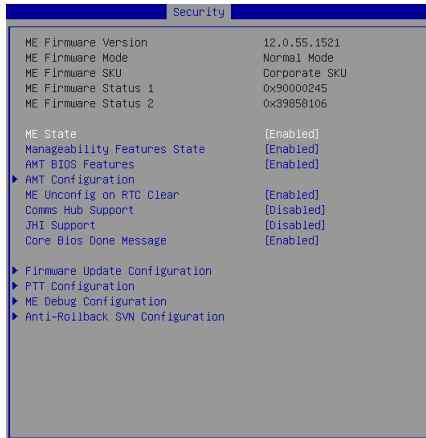 Security
ME Firmware Version 12.0.55.1521
ME Firmware Mode Normal Mode
ME Firmware SKU Corporate SKU
ME Firmware Status 1 0x90000245
ME Firmware Status 2 0x39858106
ME State [Enabled]
Manageability Features State [Enabled]
AMT BIOS Features [Enabled]
AMT Configuration
ME Unconfig on RTC Clear [Enabled]
Comms Hub Support [Disabled]
JHI Support [Disabled]
Core Bios Done Message [Enabled]
Firmware Update Configuration
PTT Configuration
ME Debug Configuration
Anti-Rollback SVN Configuration